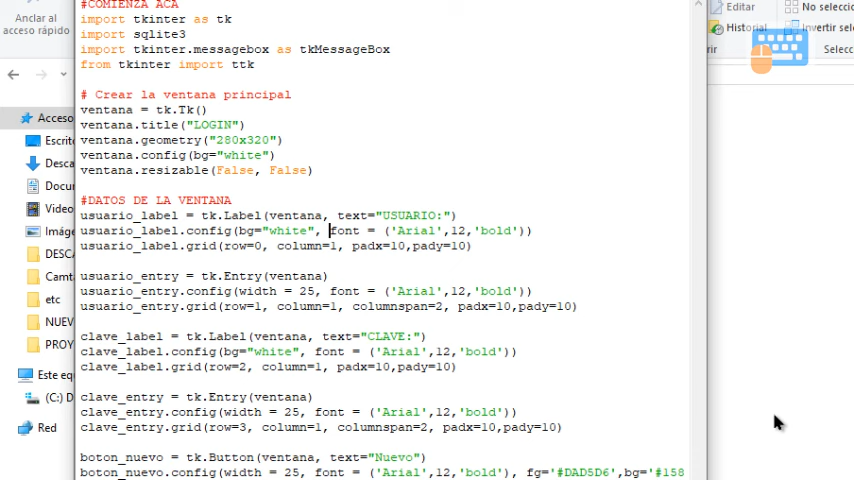 #COMIENZA ACA
import tkinter as tk
import sqlite3
import tkinter.messagebox as tkMessageBox
from tkinter import ttk
# Crear la ventana principal
ventana = tk.Tk()
ventana.title("LOGIN")
ventana.geometry("280x320")
ventana.config(bg="white")
ventana.resizable(False, False)
#DATOS DE LA VENTANA
usuario_label = tk.Label(ventana, text="USUARIO:")
usuario_label.config(bg="white", font = ('Arial',12,'bold'))
usuario_label.grid(row=0, column=1, padx=10,pady=10)
usuario_entry = tk.Entry(ventana)
usuario_entry.config(width = 25, font = ('Arial',12,'bold'))
usuario_entry.grid(row=1, column=1, columnspan=2, padx=10,pady=10)
clave_label = tk.Label(ventana, text="CLAVE:")
clave_label.config(bg="white", font = ('Arial',12,'bold'))
clave_label.grid(row=2, column=1, padx=10,pady=10)
clave_entry = tk.Entry(ventana)
clave_entry.config(width = 25, font = ('Arial',12,'bold'))
clave_entry.grid(row=3, column=1, columnspan=2, padx=10,pady=10)
boton_nuevo = tk.Button(ventana, text="Nuevo")
boton_nuevo.config(width = 25, font = ('Arial',12,'bold'), fg='#DAD5D6',bg='#158
Anclar al
acceso rápido
Acceso
Escrito
Desca
Docu
Video
Imáge
DESC
Camta
etc
NUEV
PROY
Este equ
(C:) D
Red
Editar
Historial
rir
No selecci
Invertir sele
Selecc